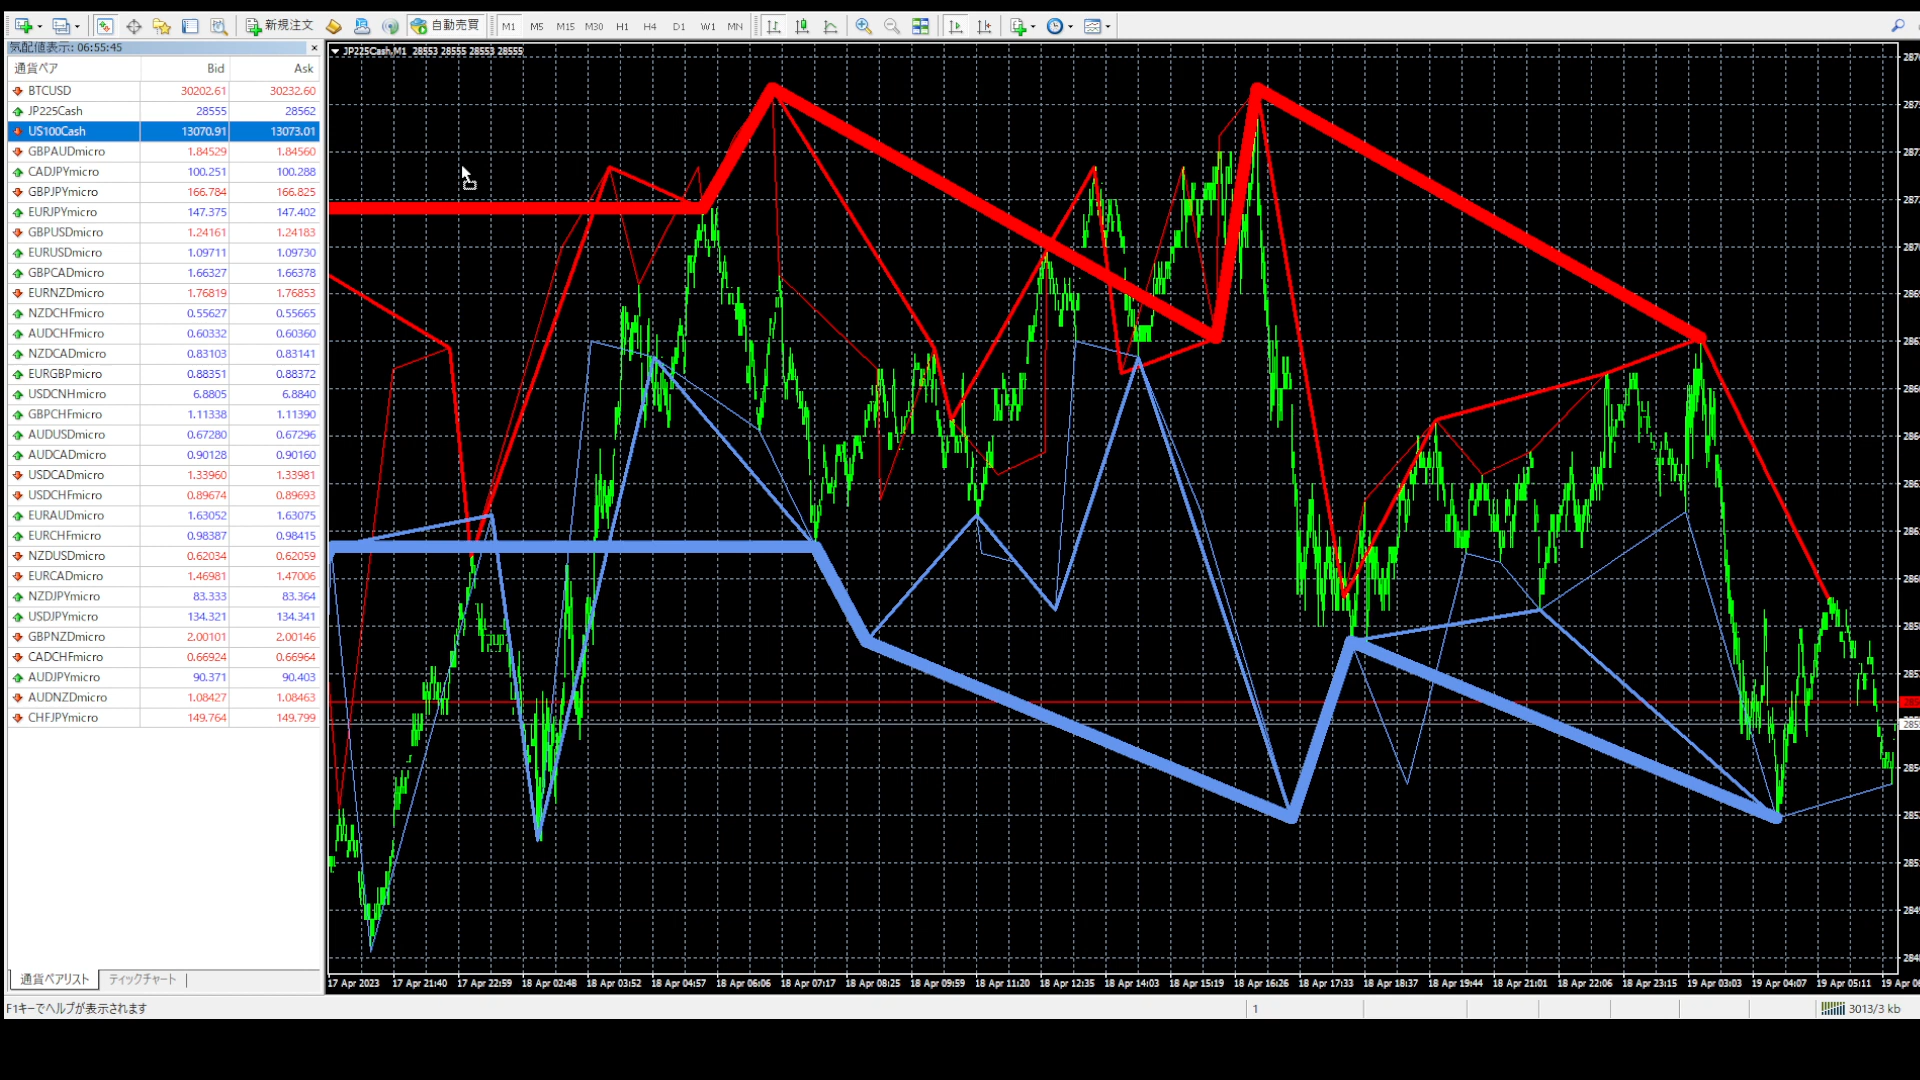 新規注文
自動売買
M1 M5 M15 M30 H1 H4 D1 W1 MN
気配値表示: 06:55:45
通貨ペア Bid Ask
BTCUSD 30202.61 30232.60
JP225Cash 28555 28562
US100Cash 13070.91 13073.01
GBPAUDmicro 1.84529 1.84560
CADJPYmicro 100.251 100.288
GBPJPYmicro 166.784 166.825
EURJPYmicro 147.375 147.402
GBPUSDmicro 1.24161 1.24183
EURUSDmicro 1.09711 1.09730
GBPCADmicro 1.66327 1.66378
EURNZDmicro 1.76819 1.76853
NZDCHFmicro 0.55627 0.55665
AUDCHFmicro 0.60332 0.60360
NZDCADmicro 0.83103 0.83141
EURGBPmicro 0.88351 0.88372
USDCNHmicro 6.8805 6.8840
GBPCHFmicro 1.11338 1.11390
AUDUSDmicro 0.67280 0.67296
AUDCADmicro 0.90128 0.90160
USDCADmicro 1.33960 1.33981
USDCHFmicro 0.89674 0.89693
EURAUDmicro 1.63052 1.63075
EURCHFmicro 0.98387 0.98415
NZDUSDmicro 0.62034 0.62059
EURCADmicro 1.46981 1.47006
NZDJPYmicro 83.333 83.364
USDJPYmicro 134.321 134.341
GBPNZDmicro 2.00101 2.00146
CADCHFmicro 0.66924 0.66964
AUDJPYmicro 90.371 90.403
AUDNZDmicro 1.08427 1.08463
CHFJPYmicro 149.764 149.799
通貨ペアリスト ティックチャート
JP225Cash,M1 28553 28555 28553 28555
17 Apr 2023 17 Apr 21:40 17 Apr 22:59 18 Apr 02:48 18 Apr 03:52 18 Apr 04:57 18 Apr 06:06 18 Apr 07:17 18 Apr 08:25 18 Apr 09:59 18 Apr 11:20 18 Apr 12:35 18 Apr 14:03 18 Apr 15:19 18 Apr 16:26 18 Apr 17:33 18 Apr 18:37 18 Apr 19:44 18 Apr 21:01 18 Apr 22:06 18 Apr 23:15 19 Apr 03:03 19 Apr 04:07 19 Apr 05:11
F1キーでヘルプが表示されます
1
3013/3 kb